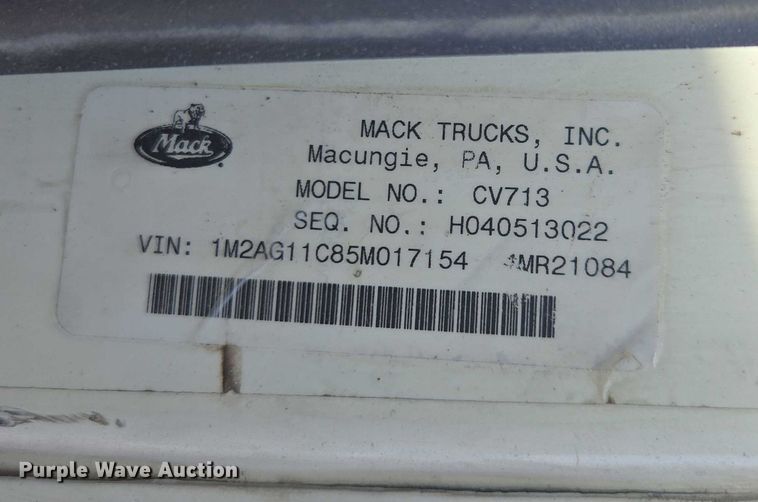 Mack
MACK TRUCKS, INC.
Macungie, PA, U.S.A.
MODEL NO.: CV713
SEQ. NO.: H040513022
VIN: 1M2AG11C85M017154 4MR21084
Purple Wave Auction